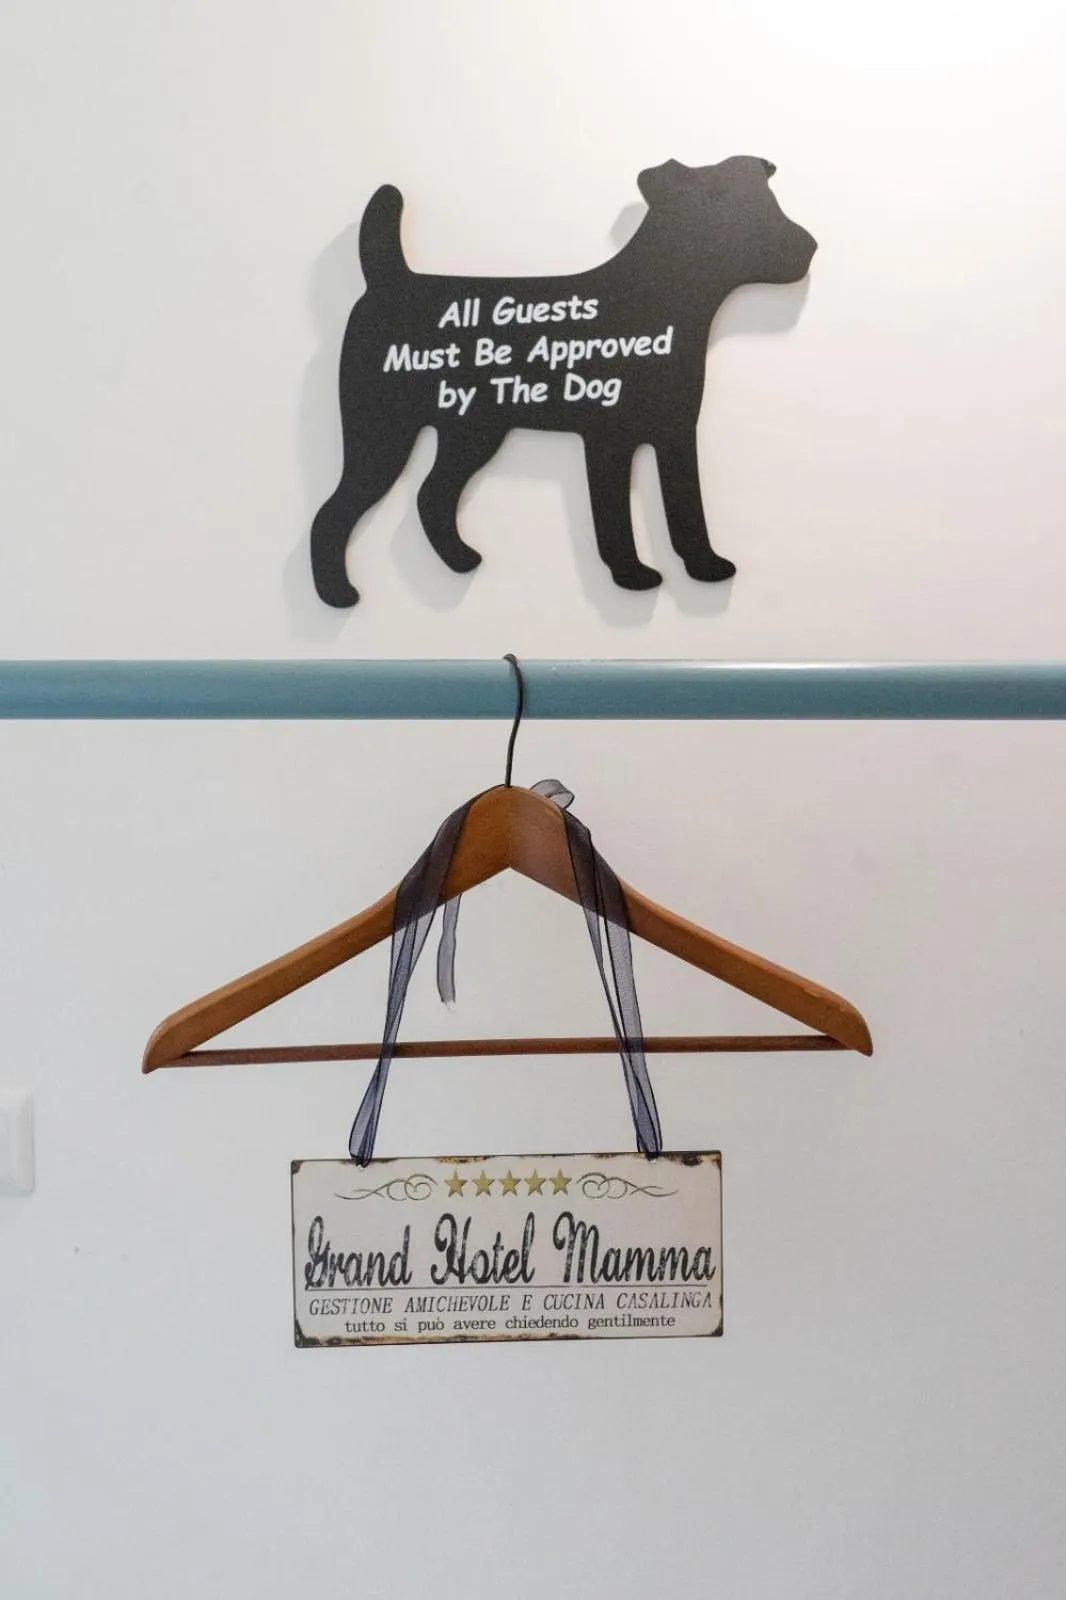 All Guests
Must Be Approved
by The Dog
Grand Hotel Mamma
GESTIONE AMICHEVOLE E CUCINA CASALINGA
tutto si può avere chiedendo gentilmente